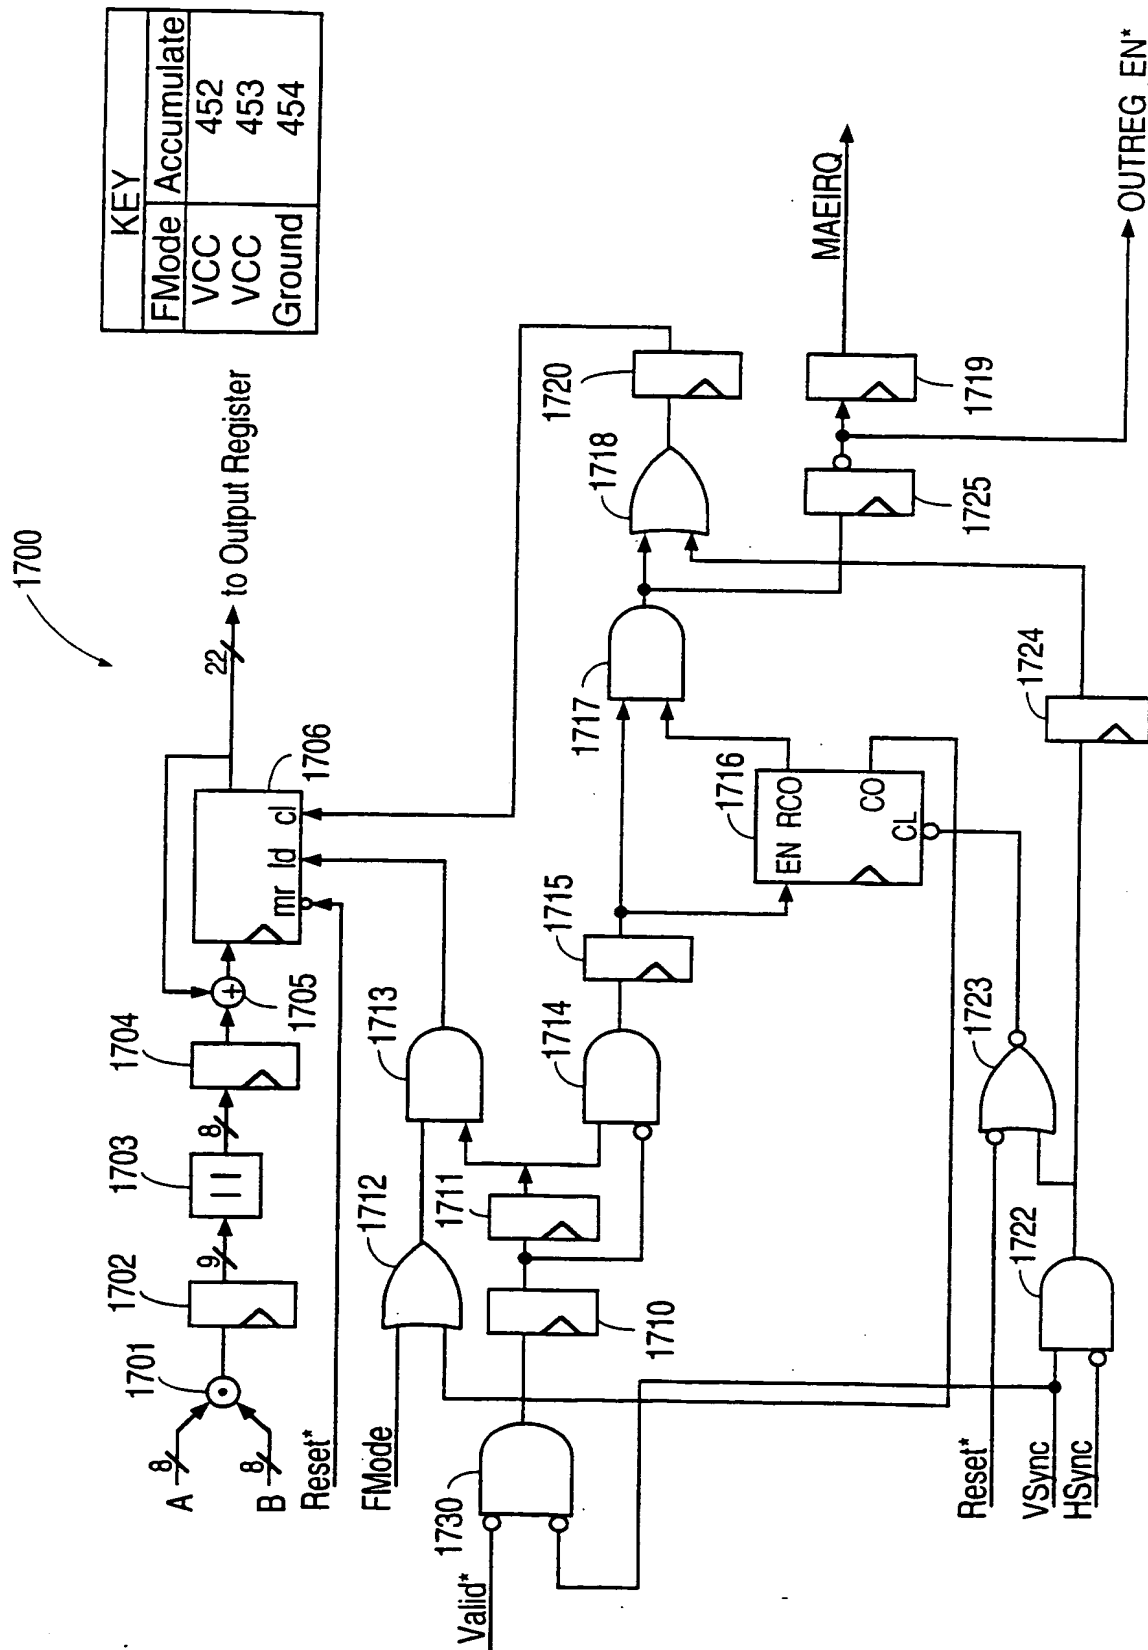 1700
KEY
FMode Accumulate
VCC 452
VCC 453
Ground 454
A
8
B
8
1701
1702
9
1703
| |
8
1704
+
1705
1706
mr ld cl
22
to Output Register
Reset*
FMode
1712
1713
1720
Valid*
1730
1710
1711
1714
1715
1717
1718
EN RCO
CO
CL
1716
1725
1719
MAEIRQ
OUTREG_EN*
Reset*
VSync
HSync
1722
1723
1724